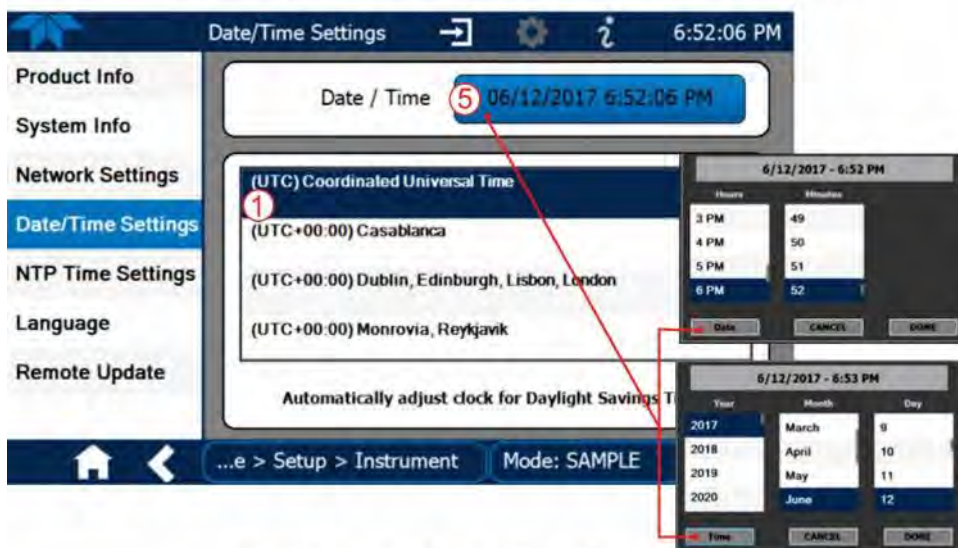 Date/Time Settings
6:52:06 PM
Product Info
System Info
Network Settings
Date/Time Settings
NTP Time Settings
Language
Remote Update
Date / Time
5
06/12/2017 6:52:06 PM
(UTC) Coordinated Universal Time
1
(UTC+00:00) Casablanca
(UTC+00:00) Dublin, Edinburgh, Lisbon, London
(UTC+00:00) Monrovia, Reykjavik
Automatically adjust clock for Daylight Savings T
...e > Setup > Instrument
Mode: SAMPLE
6/12/2017 - 6:52 PM
Hours Minutes
3 PM 49
4 PM 50
5 PM 51
6 PM 52
Date CANCEL DONE
6/12/2017 - 6:53 PM
Year Month Day
2017 March 9
2018 April 10
2019 May 11
2020 June 12
Time CANCEL DONE